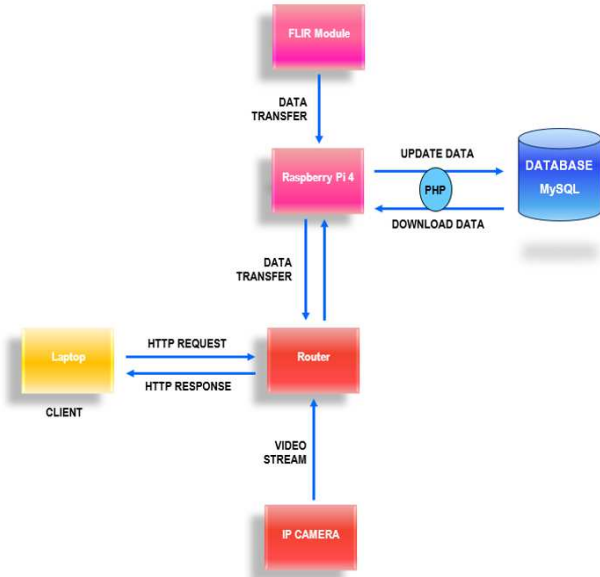 FLIR Module
DATA
TRANSFER
UPDATE DATA
Raspberry Pi 4
PHP
DATABASE
MySQL
DOWNLOAD DATA
DATA
TRANSFER
HTTP REQUEST
Laptop
Router
HTTP RESPONSE
CLIENT
VIDEO
STREAM
IP CAMERA